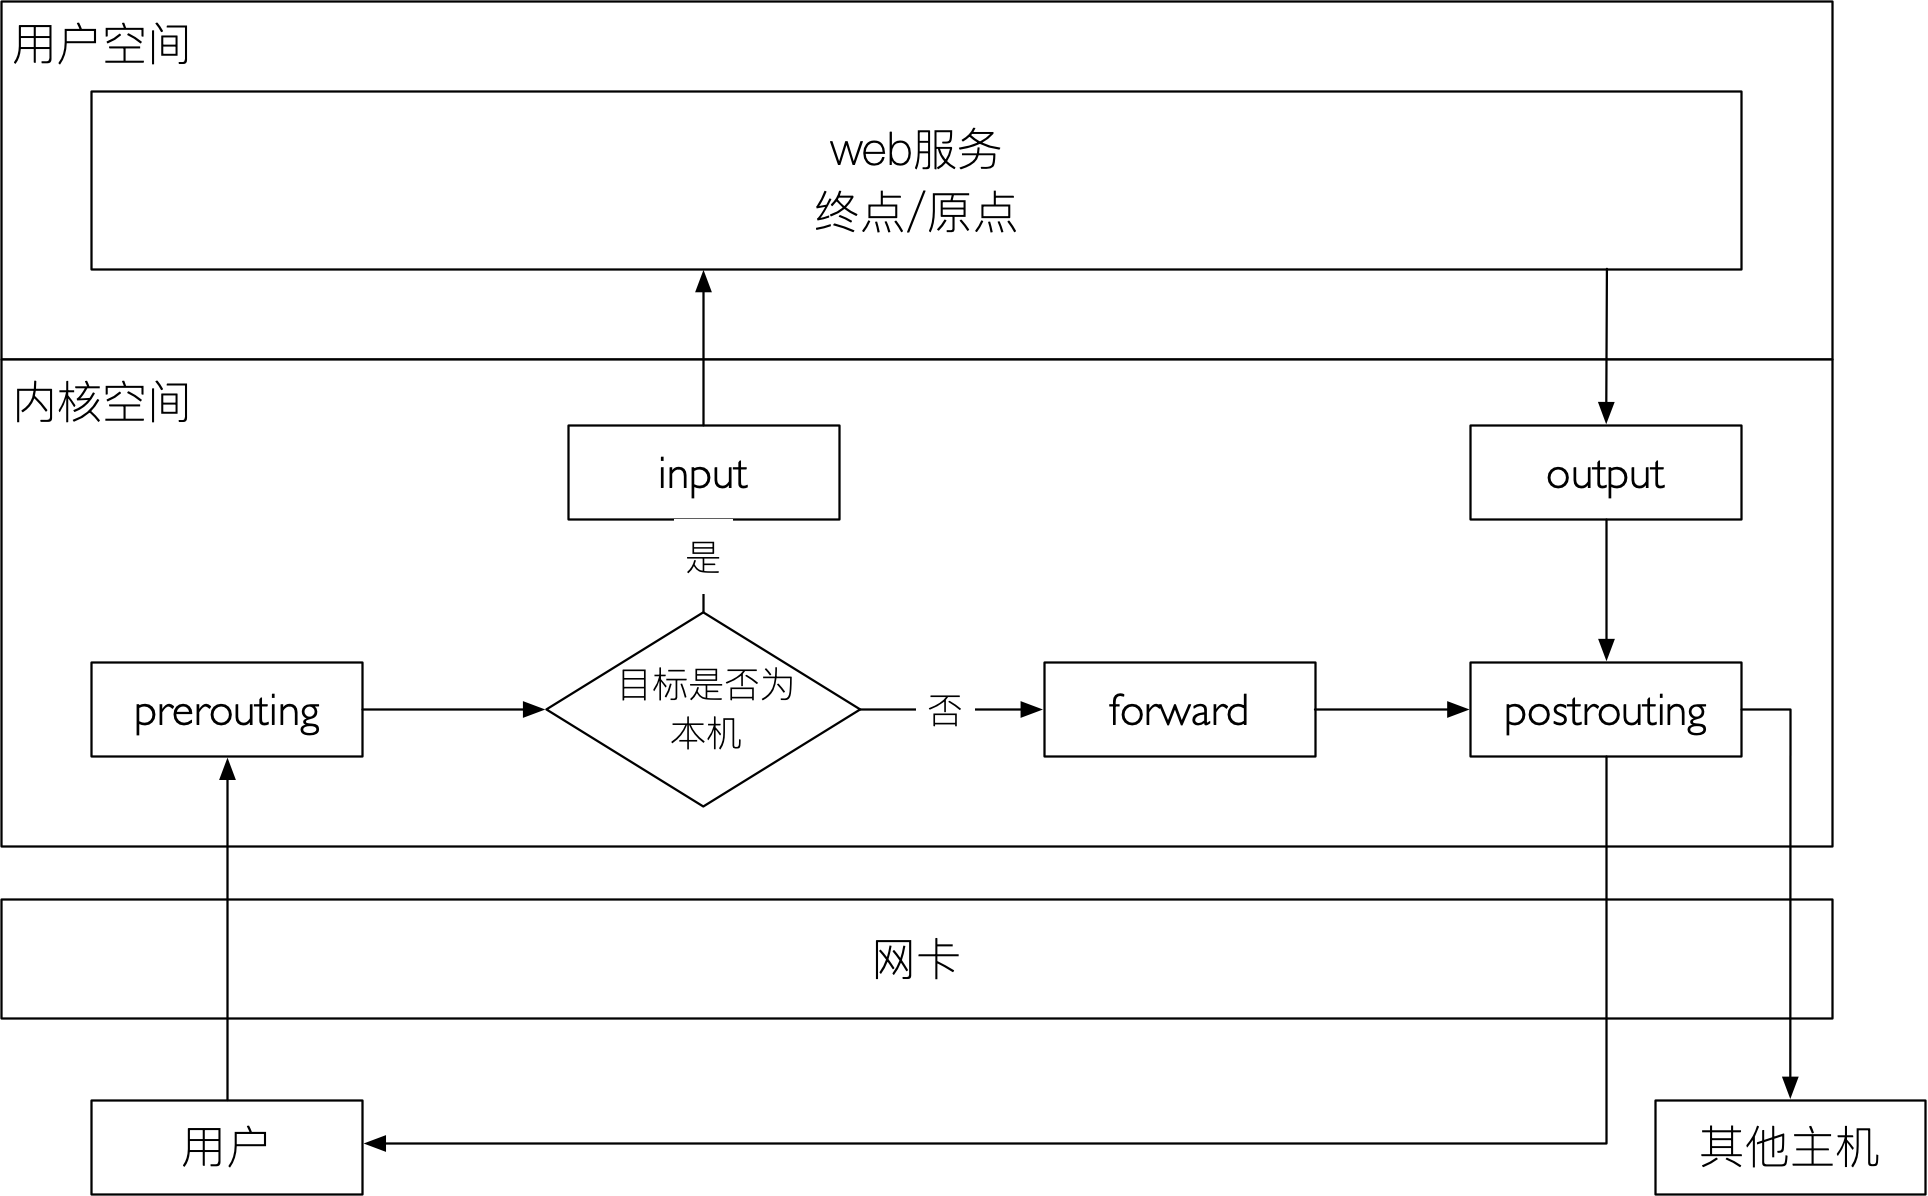 用户空间
web服务
终点/原点
内核空间
input
output
是
prerouting
目标是否为
本机
否
forward
postrouting
网卡
用户
其他主机